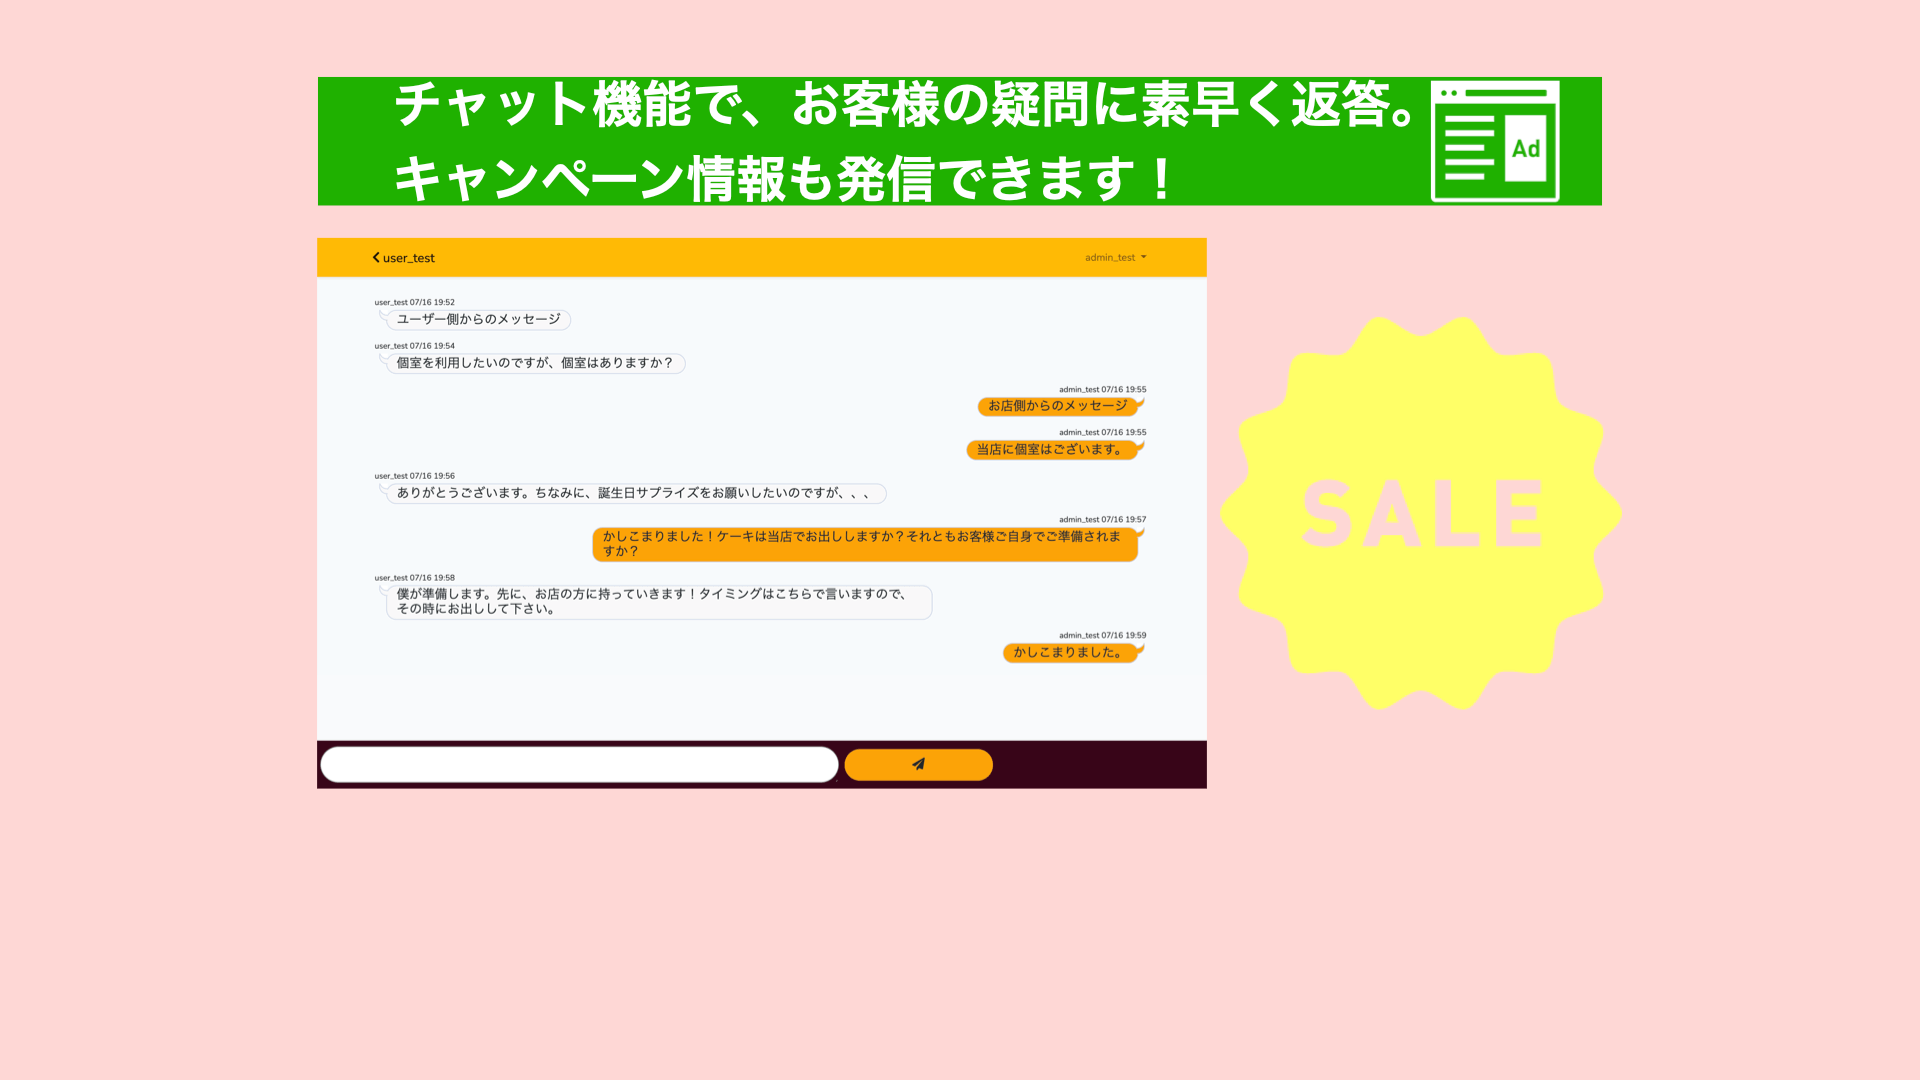 チャット機能で、お客様の疑問に素早く返答。
キャンペーン情報も発信できます！
Ad
user_test
admin_test
user_test 07/16 19:52
ユーザー側からのメッセージ
user_test 07/16 19:54
個室を利用したいのですが、個室はありますか？
admin_test 07/16 19:55
お店側からのメッセージ
admin_test 07/16 19:55
当店に個室はございます。
user_test 07/16 19:56
ありがとうございます。ちなみに、誕生日サプライズをお願いしたいのですが、、、
admin_test 07/16 19:57
かしこまりました！ケーキは当店でお出ししますか？それともお客様ご自身でご準備されま
すか？
user_test 07/16 19:58
僕が準備します。先に、お店の方に持っていきます！タイミングはこちらで言いますので、
その時にお出しして下さい。
admin_test 07/16 19:59
かしこまりました。
SALE